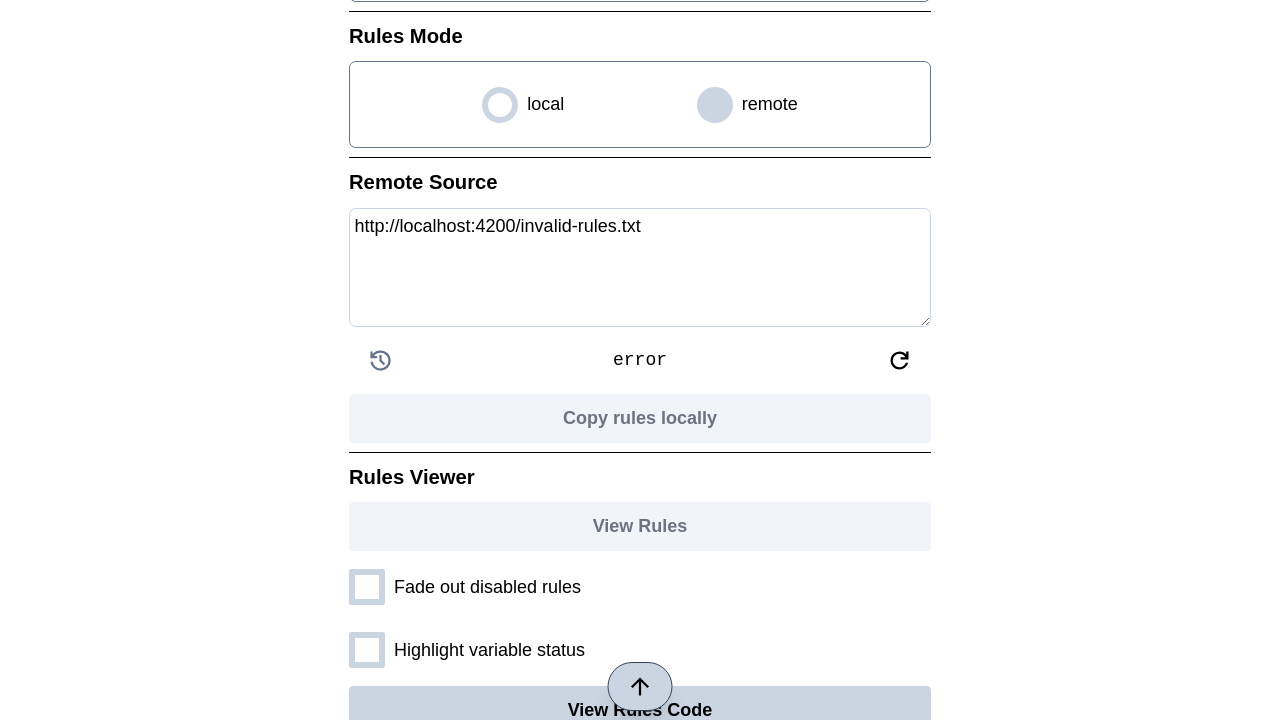 Rules Mode
local
remote
Remote Source
http://localhost:4200/invalid-rules.txt
error
Copy rules locally
Rules Viewer
View Rules
Fade out disabled rules
Highlight variable status
View Rules Code